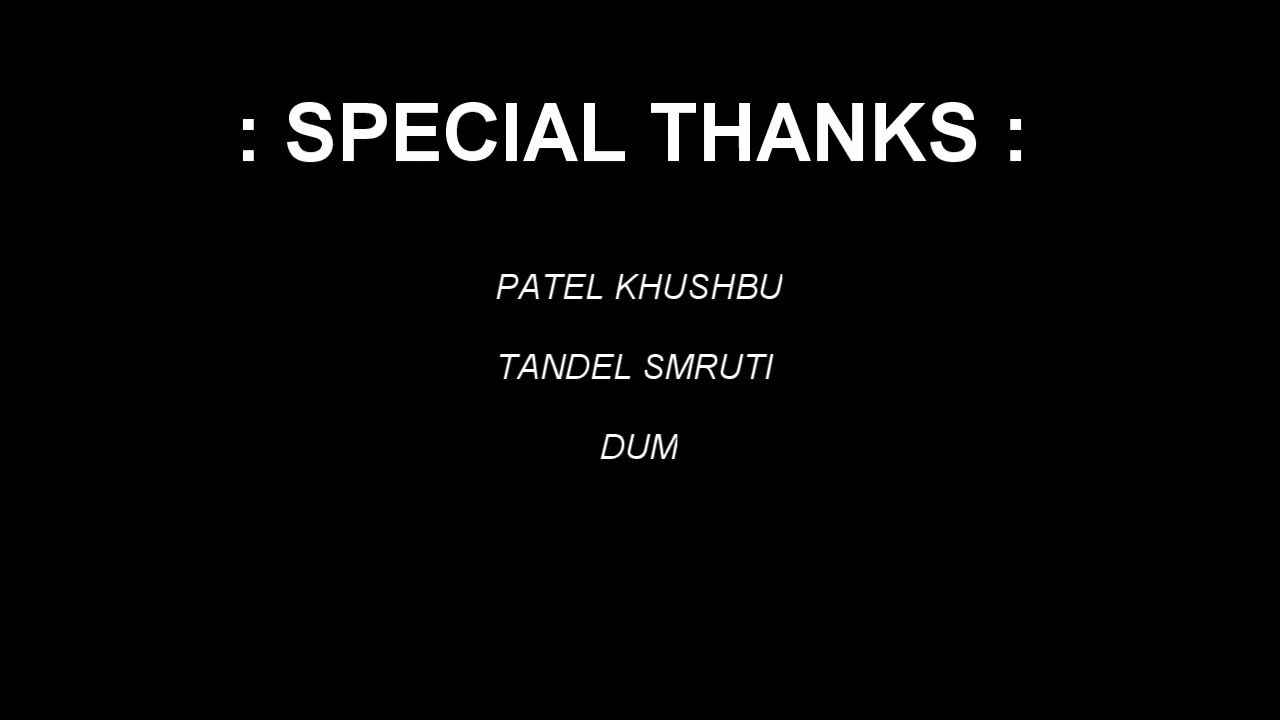 : SPECIAL THANKS :
PATEL KHUSHBU
TANDEL SMRUTI
DUM